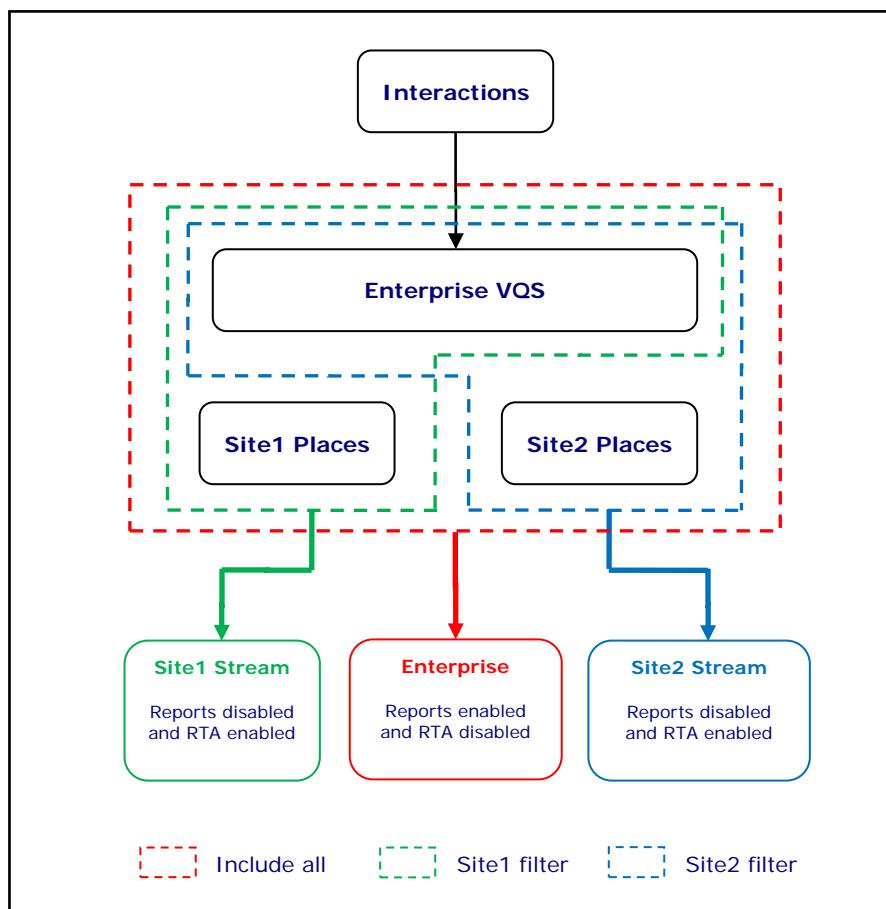 Interactions
Enterprise VQS
Site1 Places
Site2 Places
Site1 Stream
Reports disabled
and RTA enabled
Enterprise
Reports enabled
and RTA disabled
Site2 Stream
Reports disabled
and RTA enabled
Include all
Site1 filter
Site2 filter